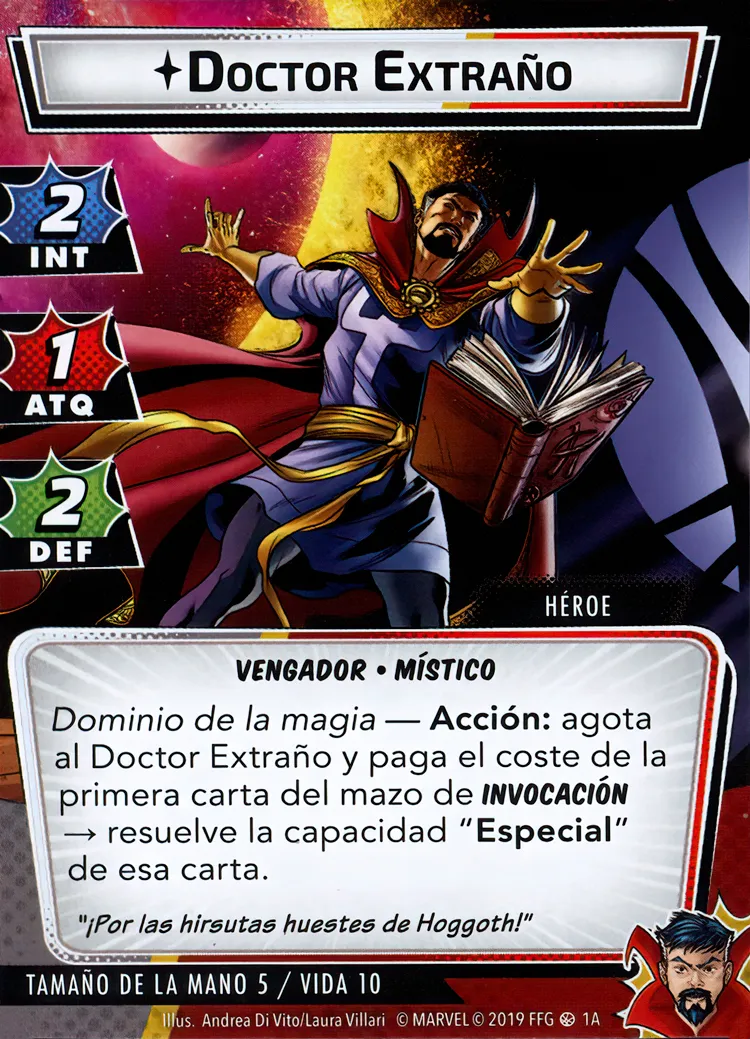 DOCTOR EXTRAÑO
2
INT
1
ATQ
2
DEF
HÉROE
VENGADOR • MÍSTICO
Dominio de la magia — Acción: agota
al Doctor Extraño y paga el coste de la
primera carta del mazo de INVOCACIÓN
→ resuelve la capacidad “Especial”
de esa carta.
"¡Por las hirsutas huestes de Hoggoth!"
TAMAÑO DE LA MANO 5 / VIDA 10
Illus. Andrea Di Vito/Laura Villari © MARVEL © 2019 FFG 1A